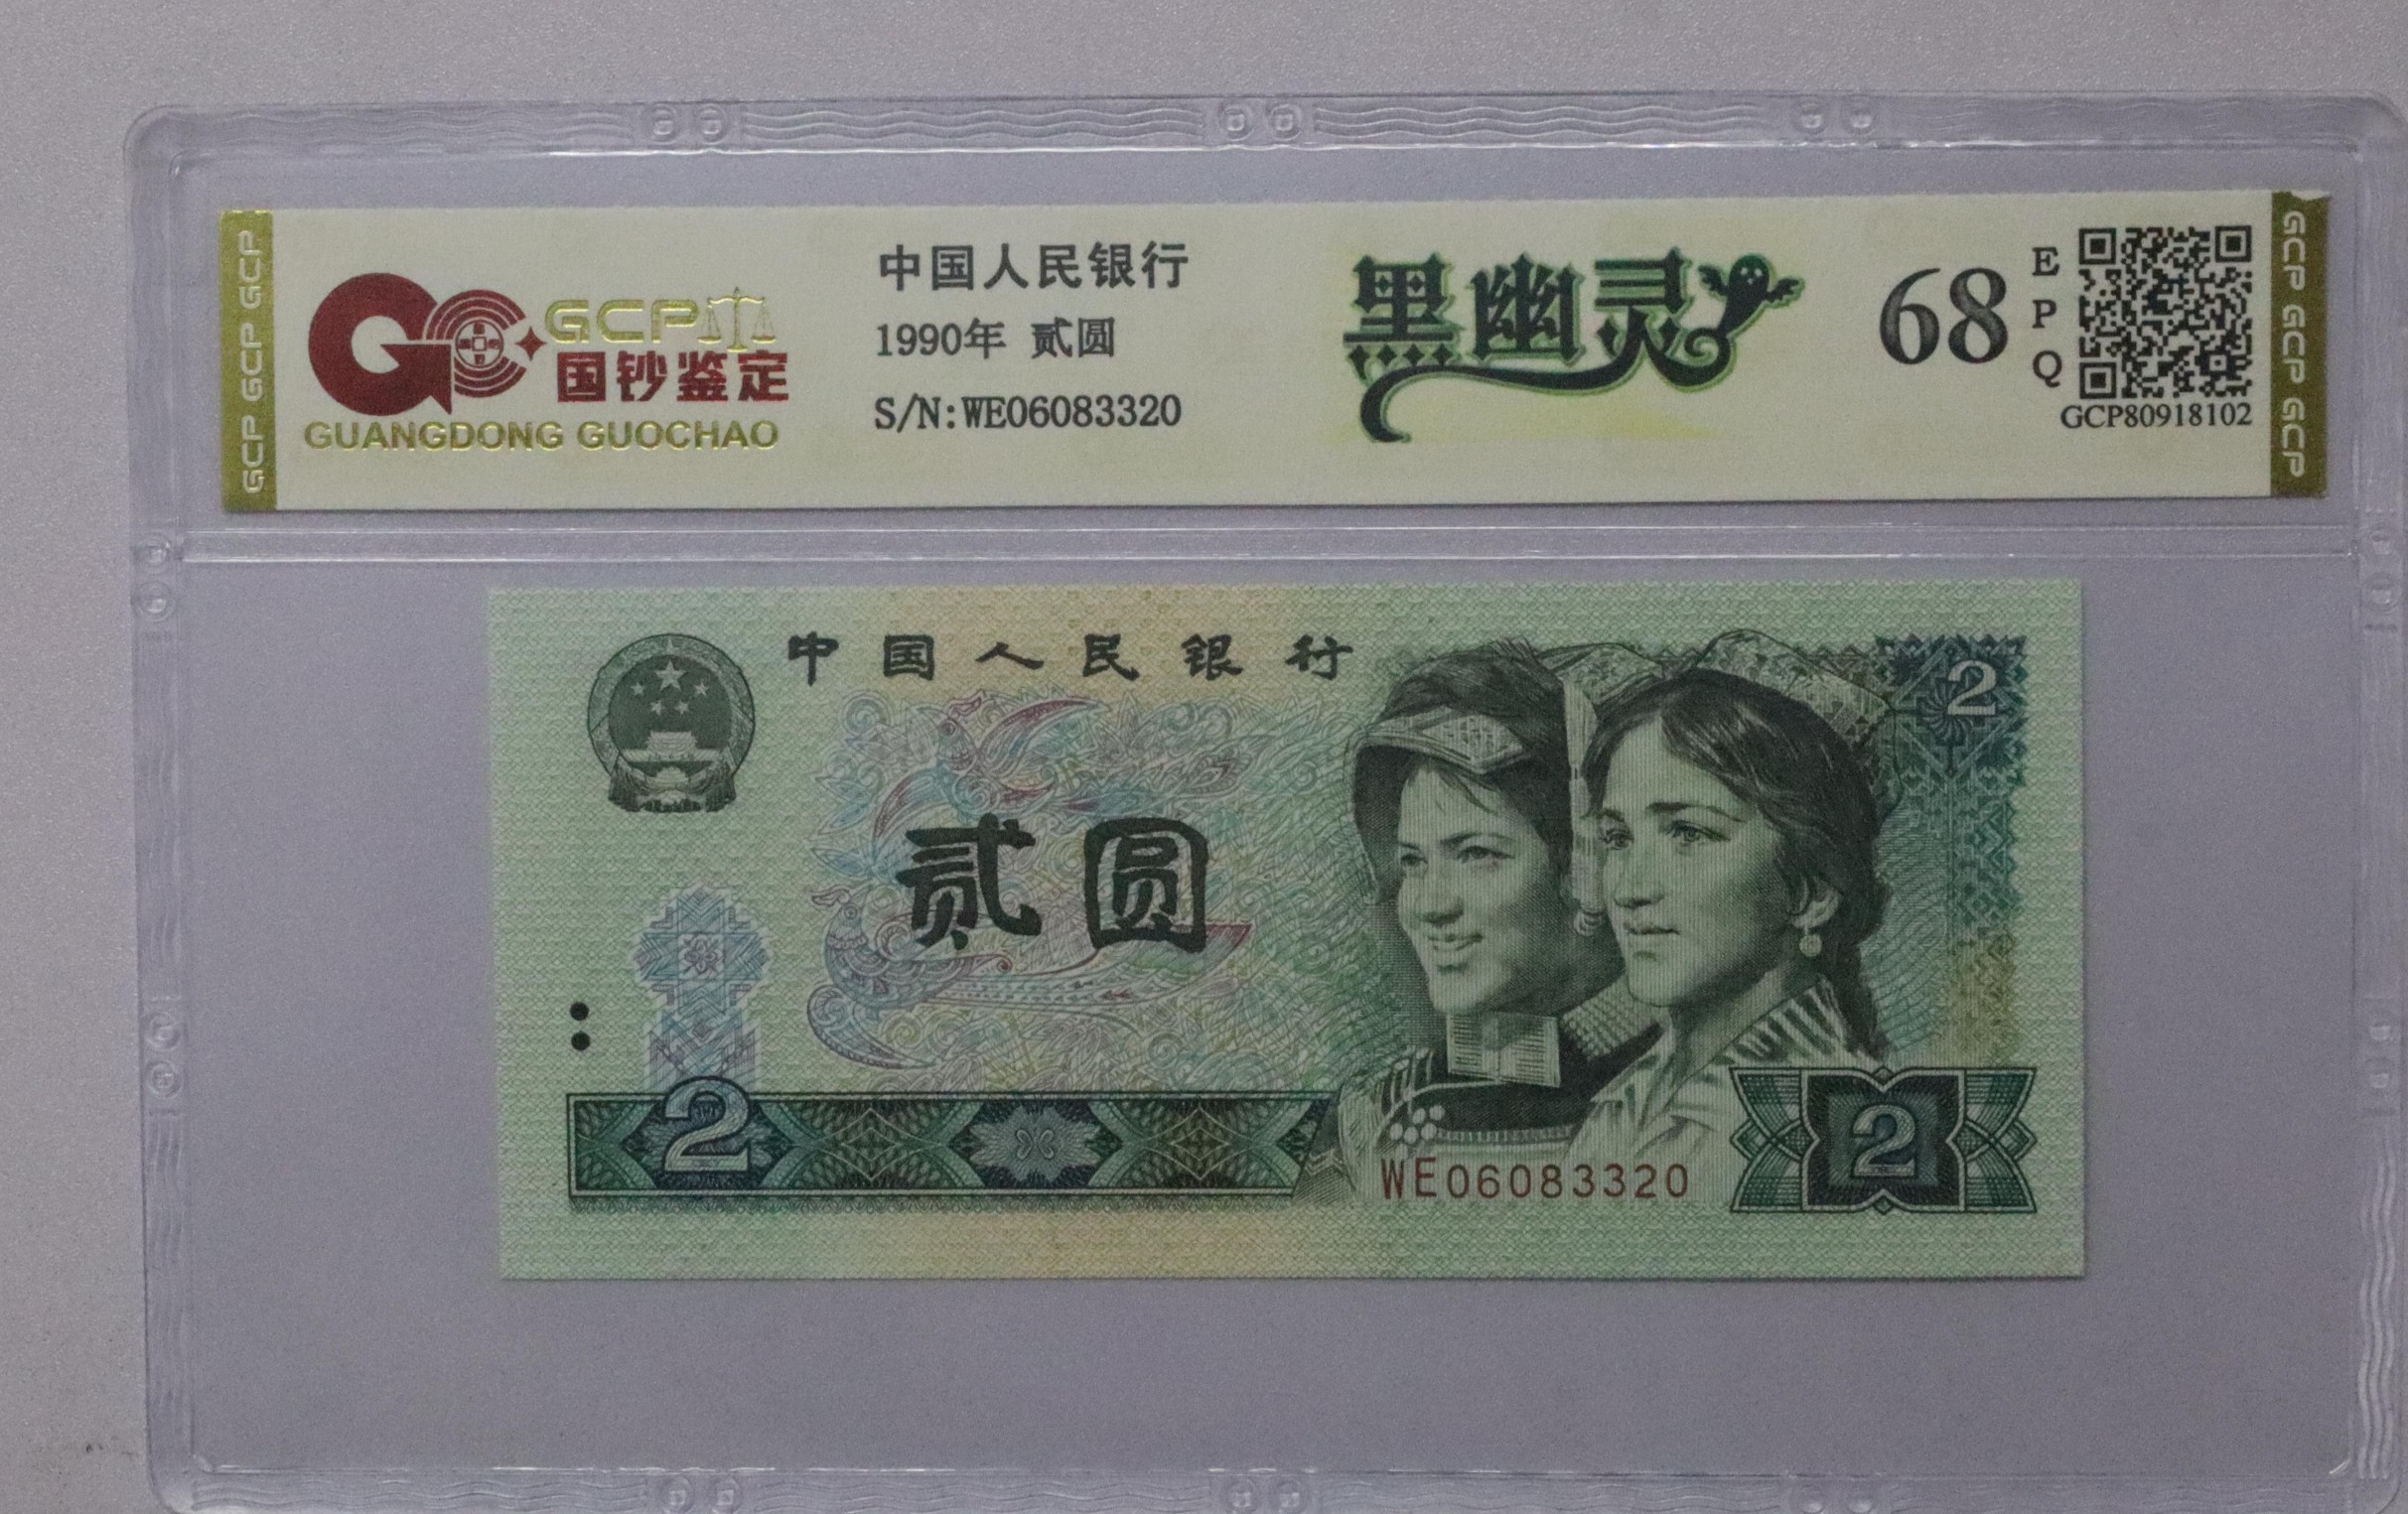 GCP GCP GCP
GCP
国钞鉴定
GUANGDONG GUOCHAO
中国人民银行
1990年 贰圆
S/N:WE06083320
黑幽灵
68
EPQ
GCP80918102
GCP GCP GCP
中国人民银行
2
贰圆
2
WE06083320
2